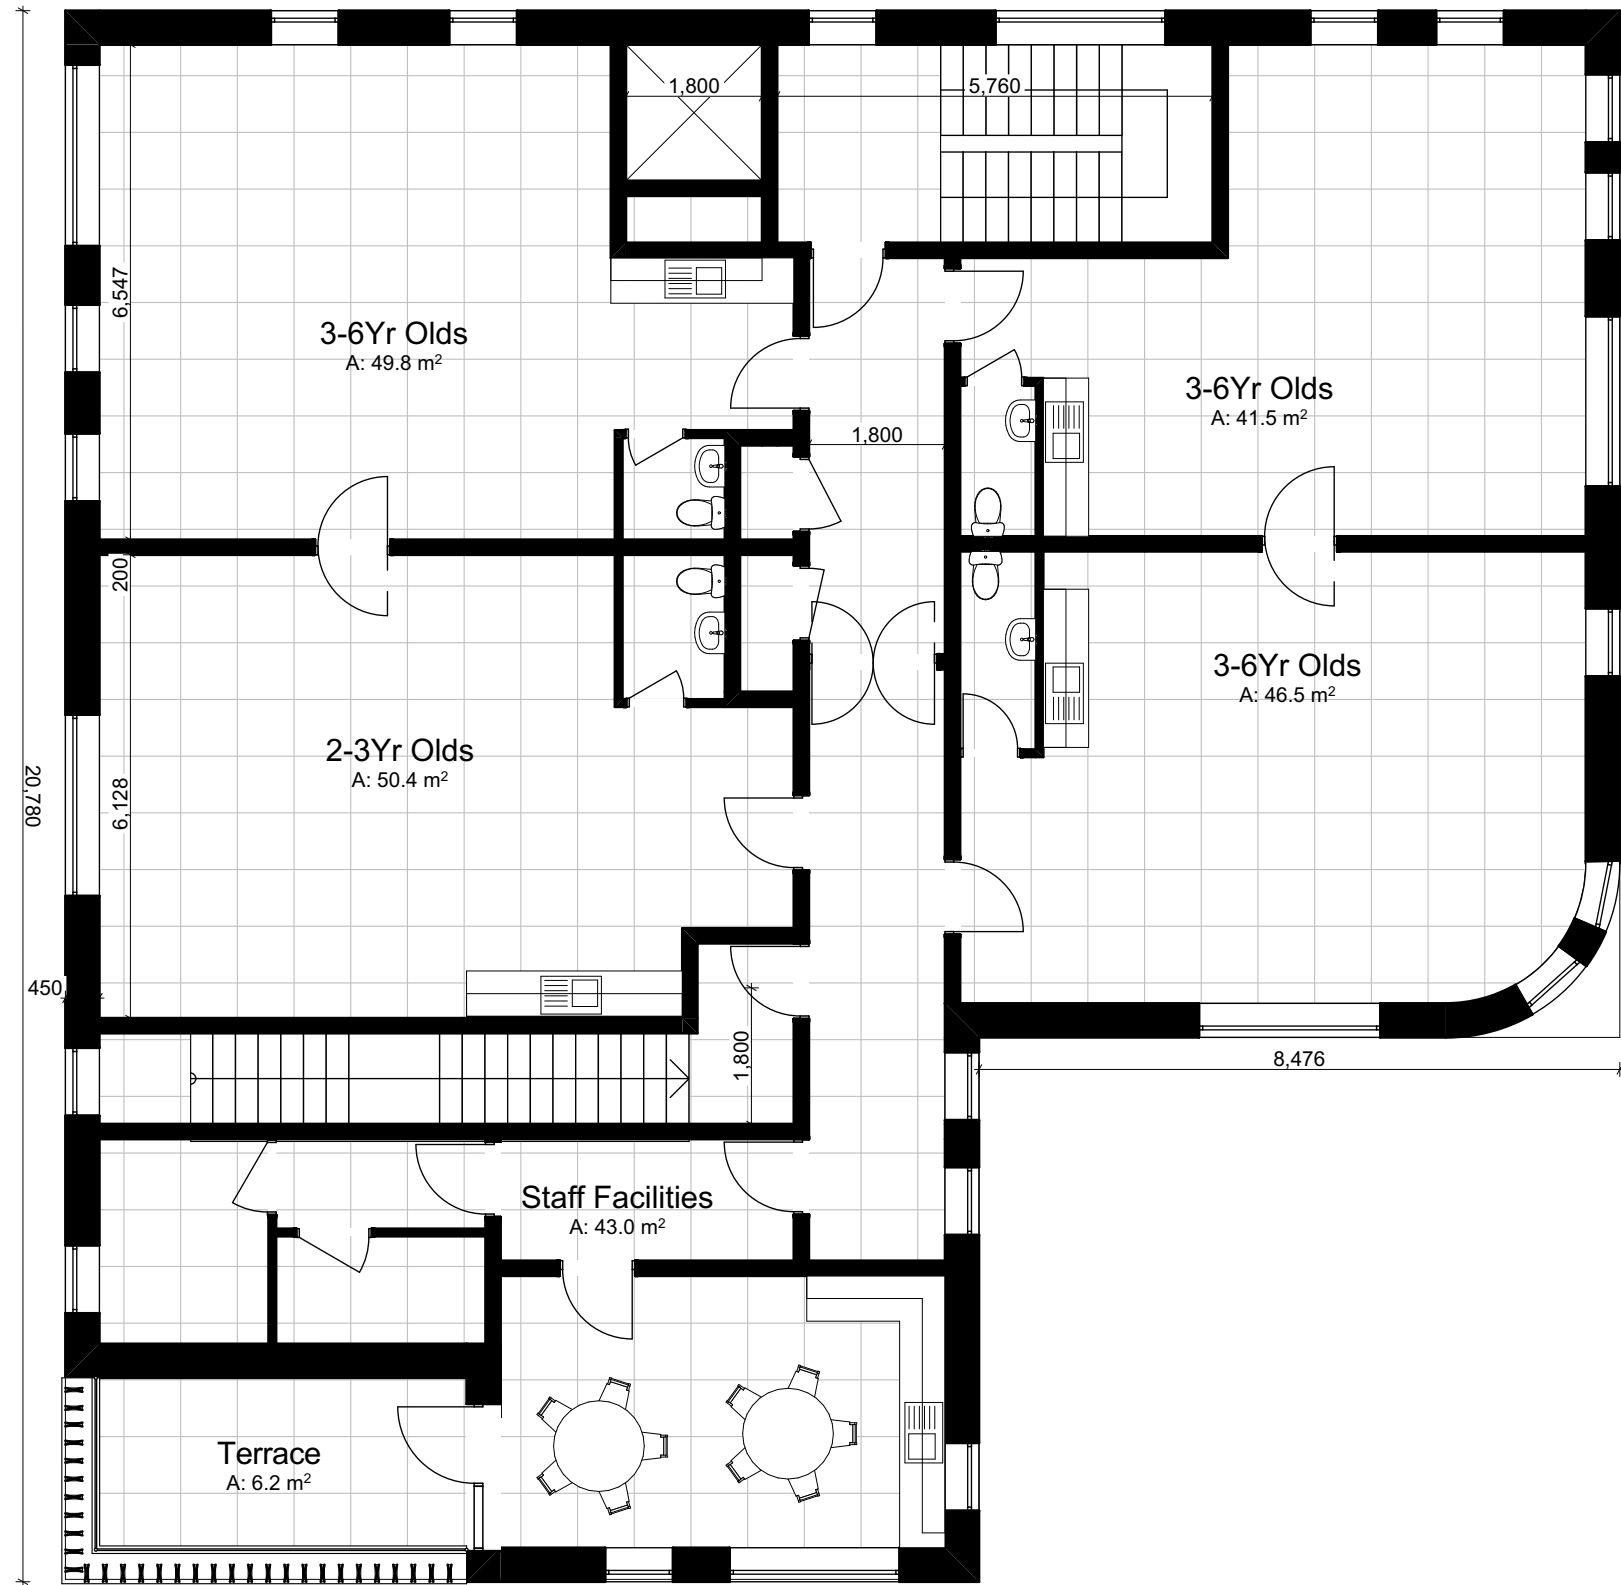 1,800
5,760
6,547
3-6Yr Olds
A: 49.8 m²
3-6Yr Olds
A: 41.5 m²
1,800
200
3-6Yr Olds
A: 46.5 m²
2-3Yr Olds
A: 50.4 m²
20,780
6,128
450
1,800
8,476
Staff Facilities
A: 43.0 m²
Terrace
A: 6.2 m²